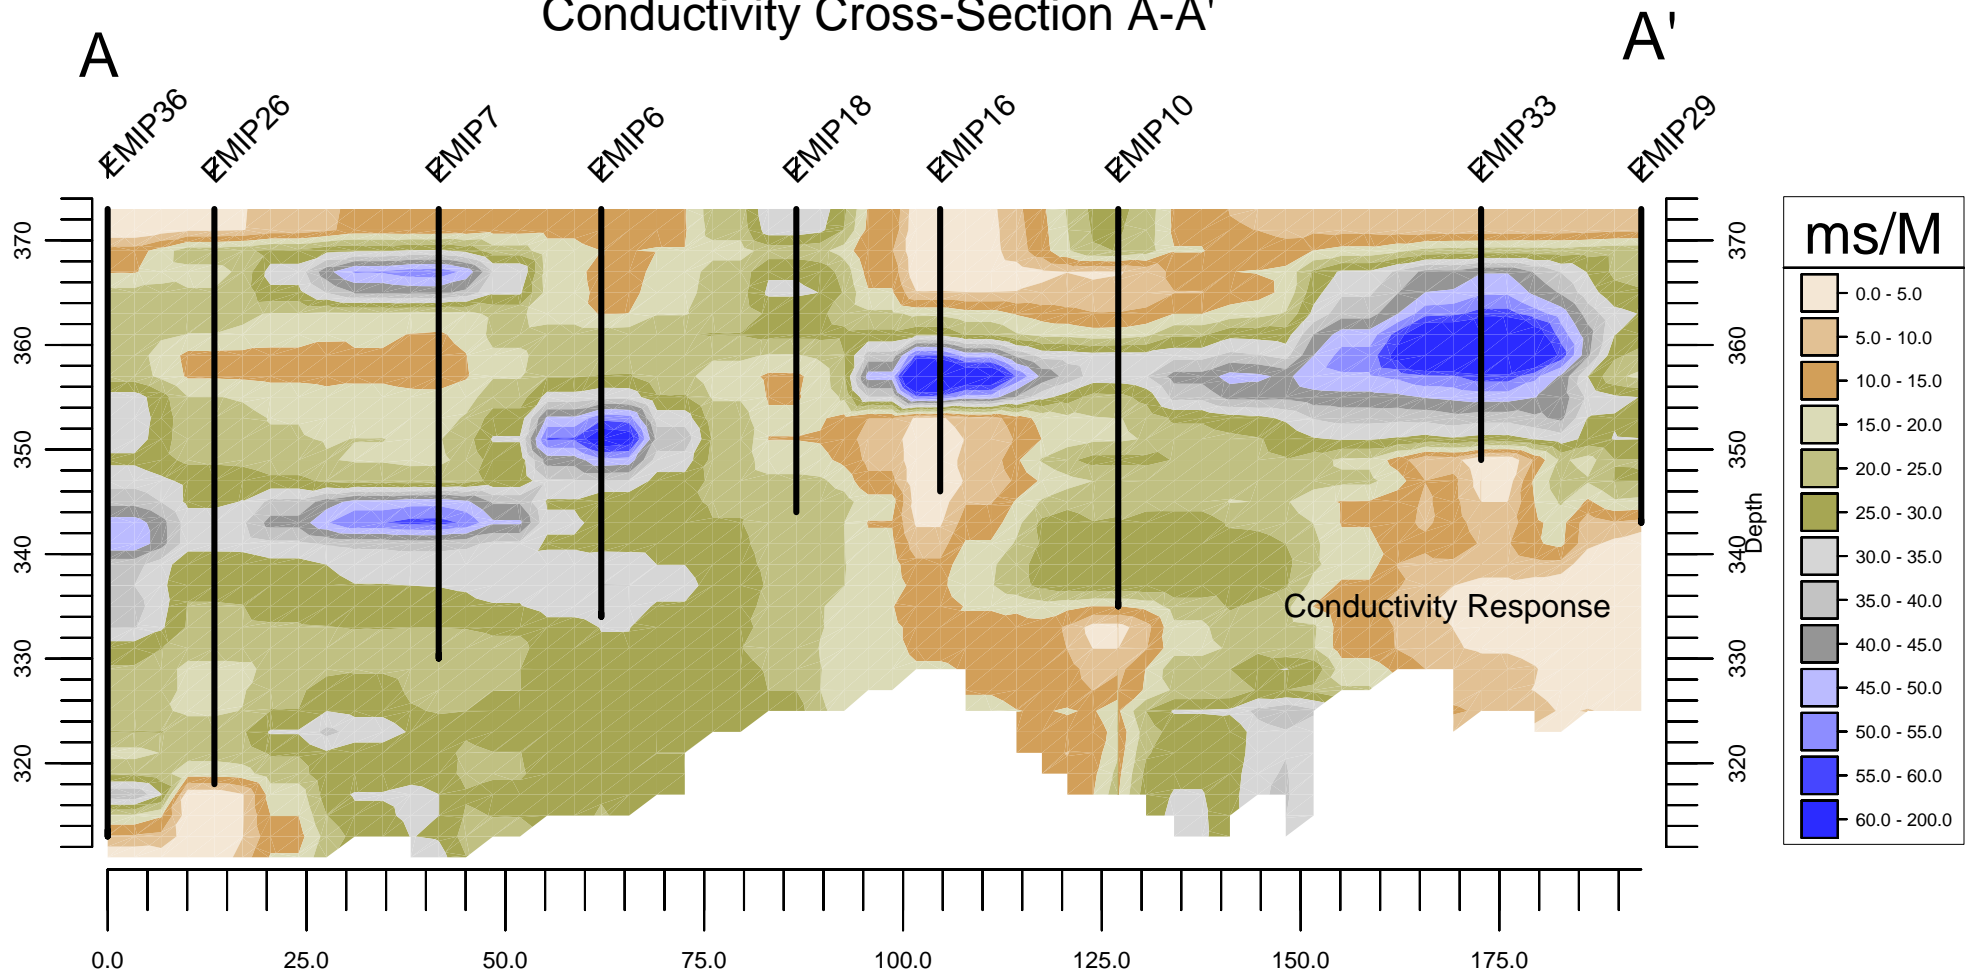 Conductivity Cross-Section A-A'
A
A'
EMIP36
EMIP26
EMIP7
EMIP6
EMIP18
EMIP16
EMIP10
EMIP33
EMIP29
370
360
350
340
330
320
370
360
350
340
330
320
Depth
Conductivity Response
0.0
25.0
50.0
75.0
100.0
125.0
150.0
175.0
ms/M
0.0 - 5.0
5.0 - 10.0
10.0 - 15.0
15.0 - 20.0
20.0 - 25.0
25.0 - 30.0
30.0 - 35.0
35.0 - 40.0
40.0 - 45.0
45.0 - 50.0
50.0 - 55.0
55.0 - 60.0
60.0 - 200.0